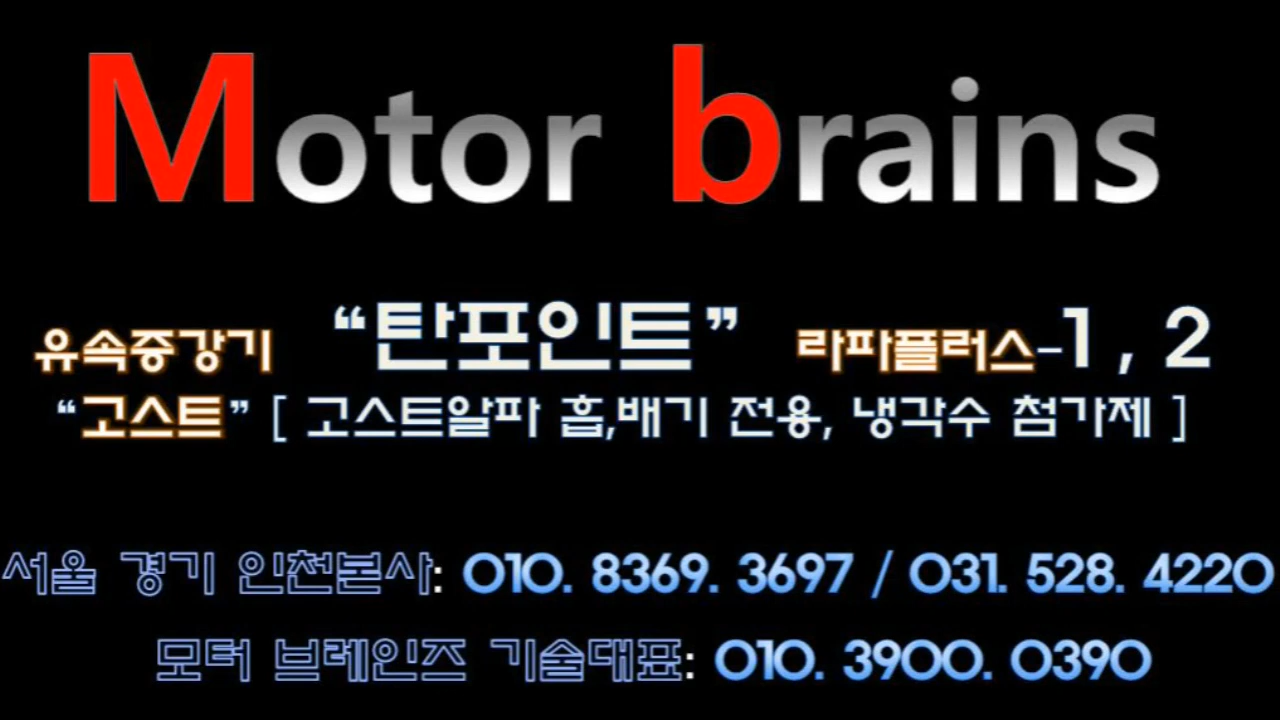 Motor brains
유속증강기 “탄포인트” 라파플러스-1 , 2
“고스트” [ 고스트알파 흡,배기 전용, 냉각수 첨가제 ]
서울 경기 인천본사: 010. 8369. 3697 / 031. 528. 4220
모터 브레인즈 기술대표: 010. 3900. 0390